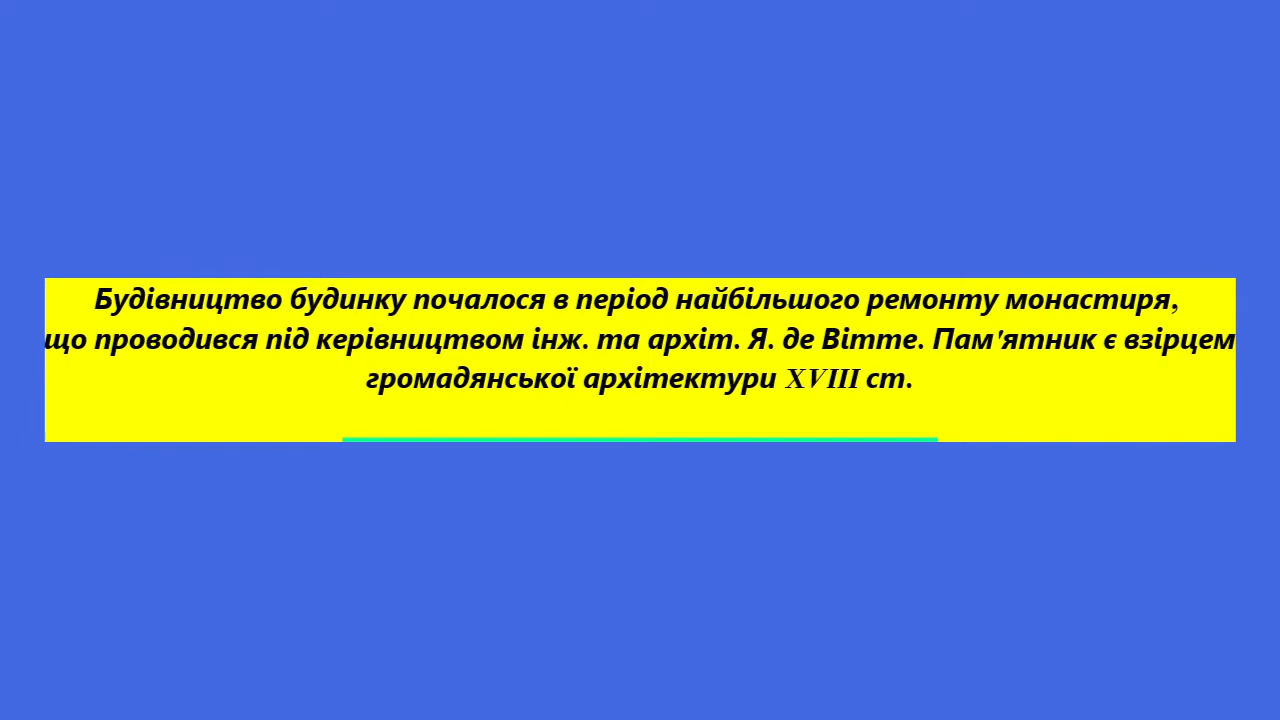 Будівництво будинку почалося в період найбільшого ремонту монастиря,
що проводився під керівництвом інж. та архіт. Я. де Вітте. Пам'ятник є взірцем
громадянської архітектури XVIII ст.